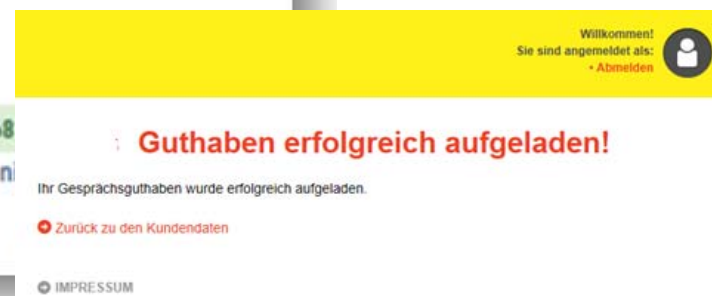 Willkommen!
Sie sind angemeldet als:
• Abmelden
Guthaben erfolgreich aufgeladen!
Ihr Gesprächsguthaben wurde erfolgreich aufgeladen.
Zurück zu den Kundendaten
IMPRESSUM